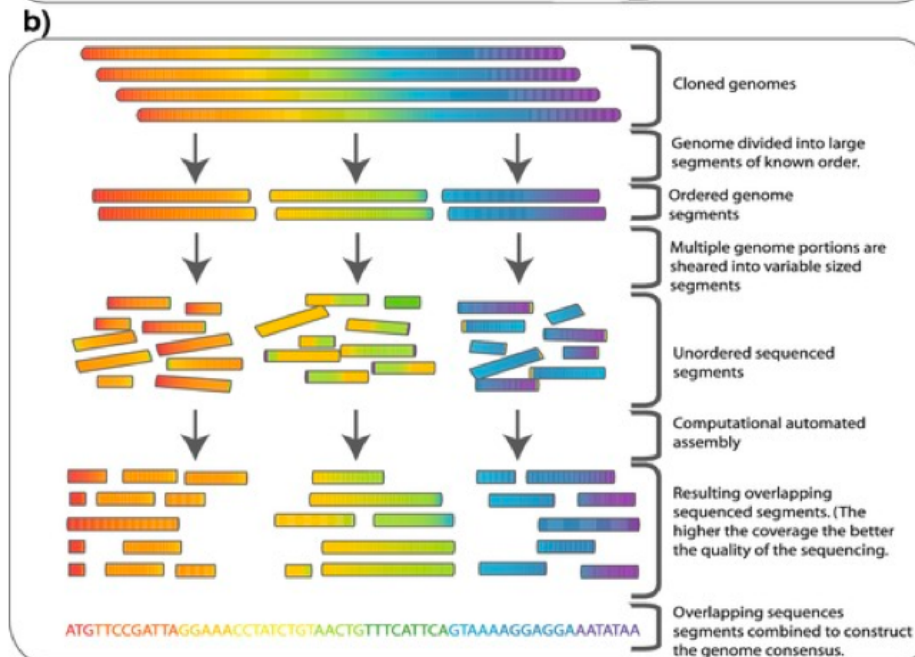 b)
Cloned genomes
Genome divided into large
segments of known order.
Ordered genome
segments
Multiple genome portions are
sheared into variable sized
segments
Unordered sequenced
segments
Computational automated
assembly
Resulting overlapping
sequenced segments. (The
higher the coverage the better
the quality of the sequencing.
ATGTTCCGATTAGGAAACCTATCTGTAACTGTTTCATTCAGTAAAAGGAGGAAATATAA
Overlapping sequences
segments combined to construct
the genome consensus.